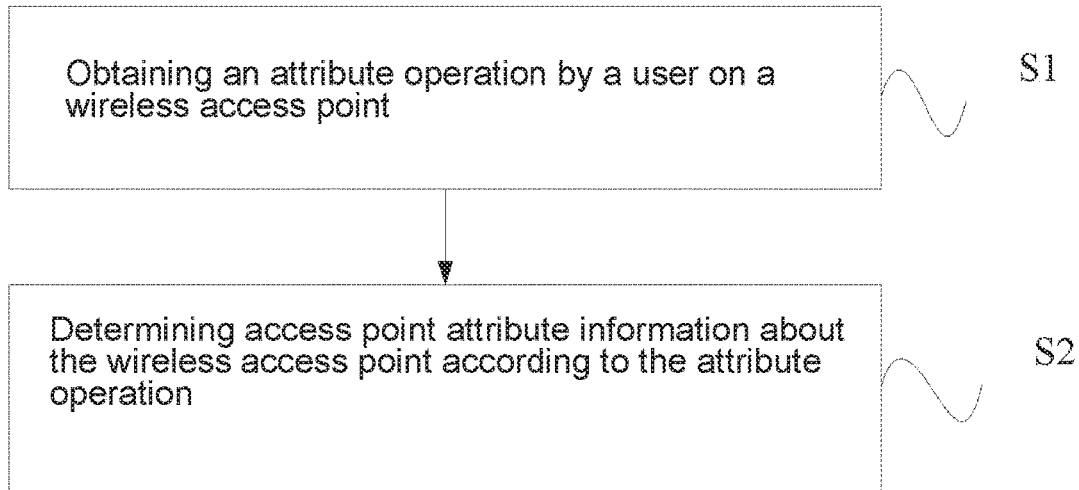 Obtaining an attribute operation by a user on a
wireless access point
S1
Determining access point attribute information about
the wireless access point according to the attribute
operation
S2